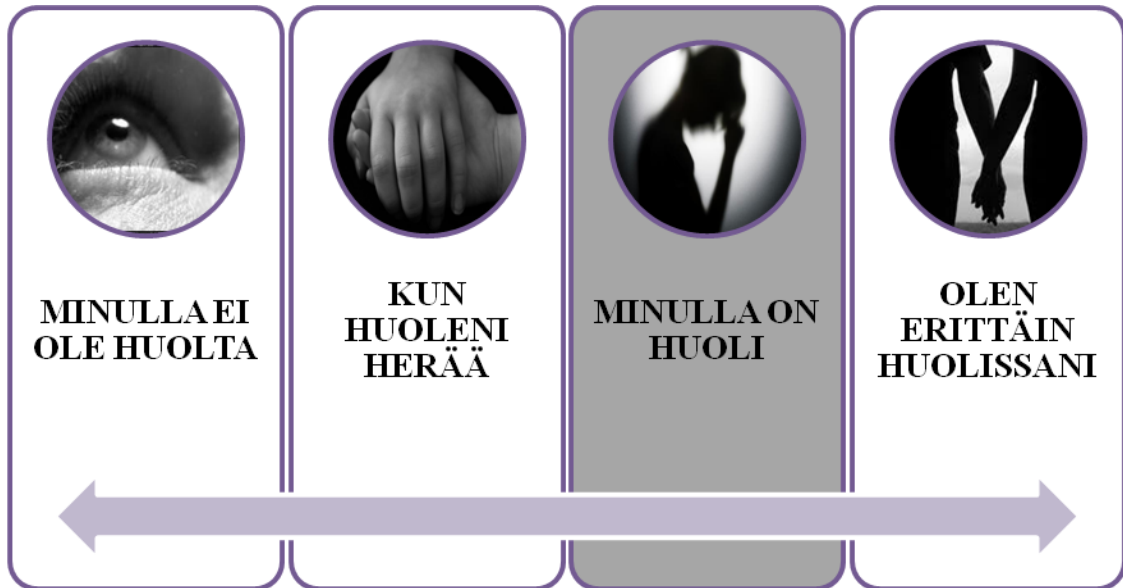 MINULLA EI
OLE HUOLTA
KUN
HUOLENI
HERÄÄ
MINULLA ON
HUOLI
OLEN
ERITTÄIN
HUOLISSANI